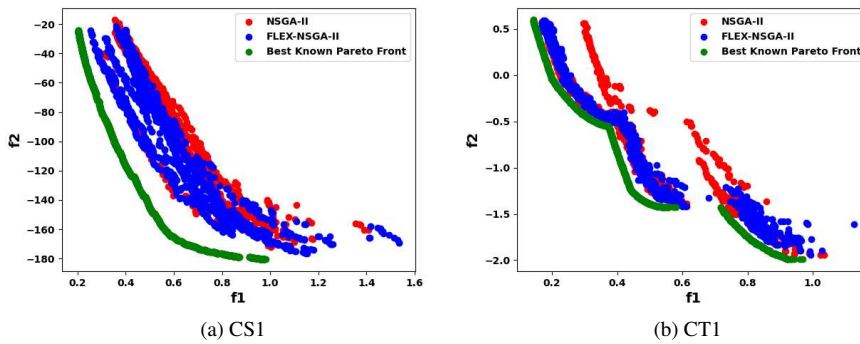 NSGA-II
FLEX-NSGA-II
Best Known Pareto Front
−20
−40
−60
−80
−100
−120
−140
−160
−180
f2
0.2 0.4 0.6 0.8 1.0 1.2 1.4 1.6
f1
(a) CS1
NSGA-II
FLEX-NSGA-II
Best Known Pareto Front
0.5
0.0
−0.5
−1.0
−1.5
−2.0
f2
0.2 0.4 0.6 0.8 1.0
f1
(b) CT1